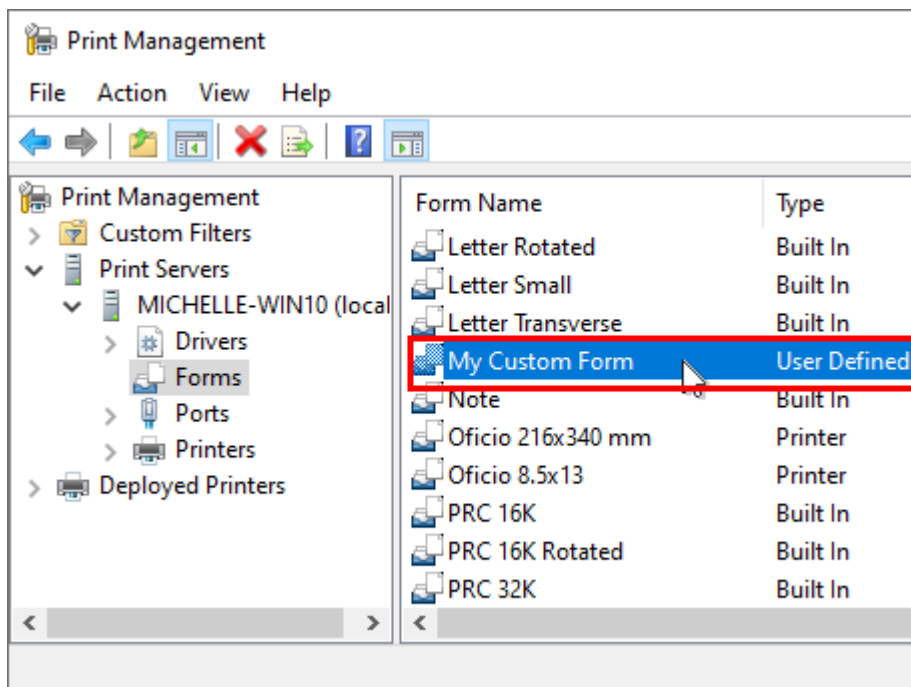 Print Management
File Action View Help
Print Management
Custom Filters
Print Servers
MICHELLE-WIN10 (local
Drivers
Forms
Ports
Printers
Deployed Printers
Form Name Type
Letter Rotated Built In
Letter Small Built In
Letter Transverse Built In
My Custom Form User Defined
Note Built In
Oficio 216x340 mm Printer
Oficio 8.5x13 Printer
PRC 16K Built In
PRC 16K Rotated Built In
PRC 32K Built In